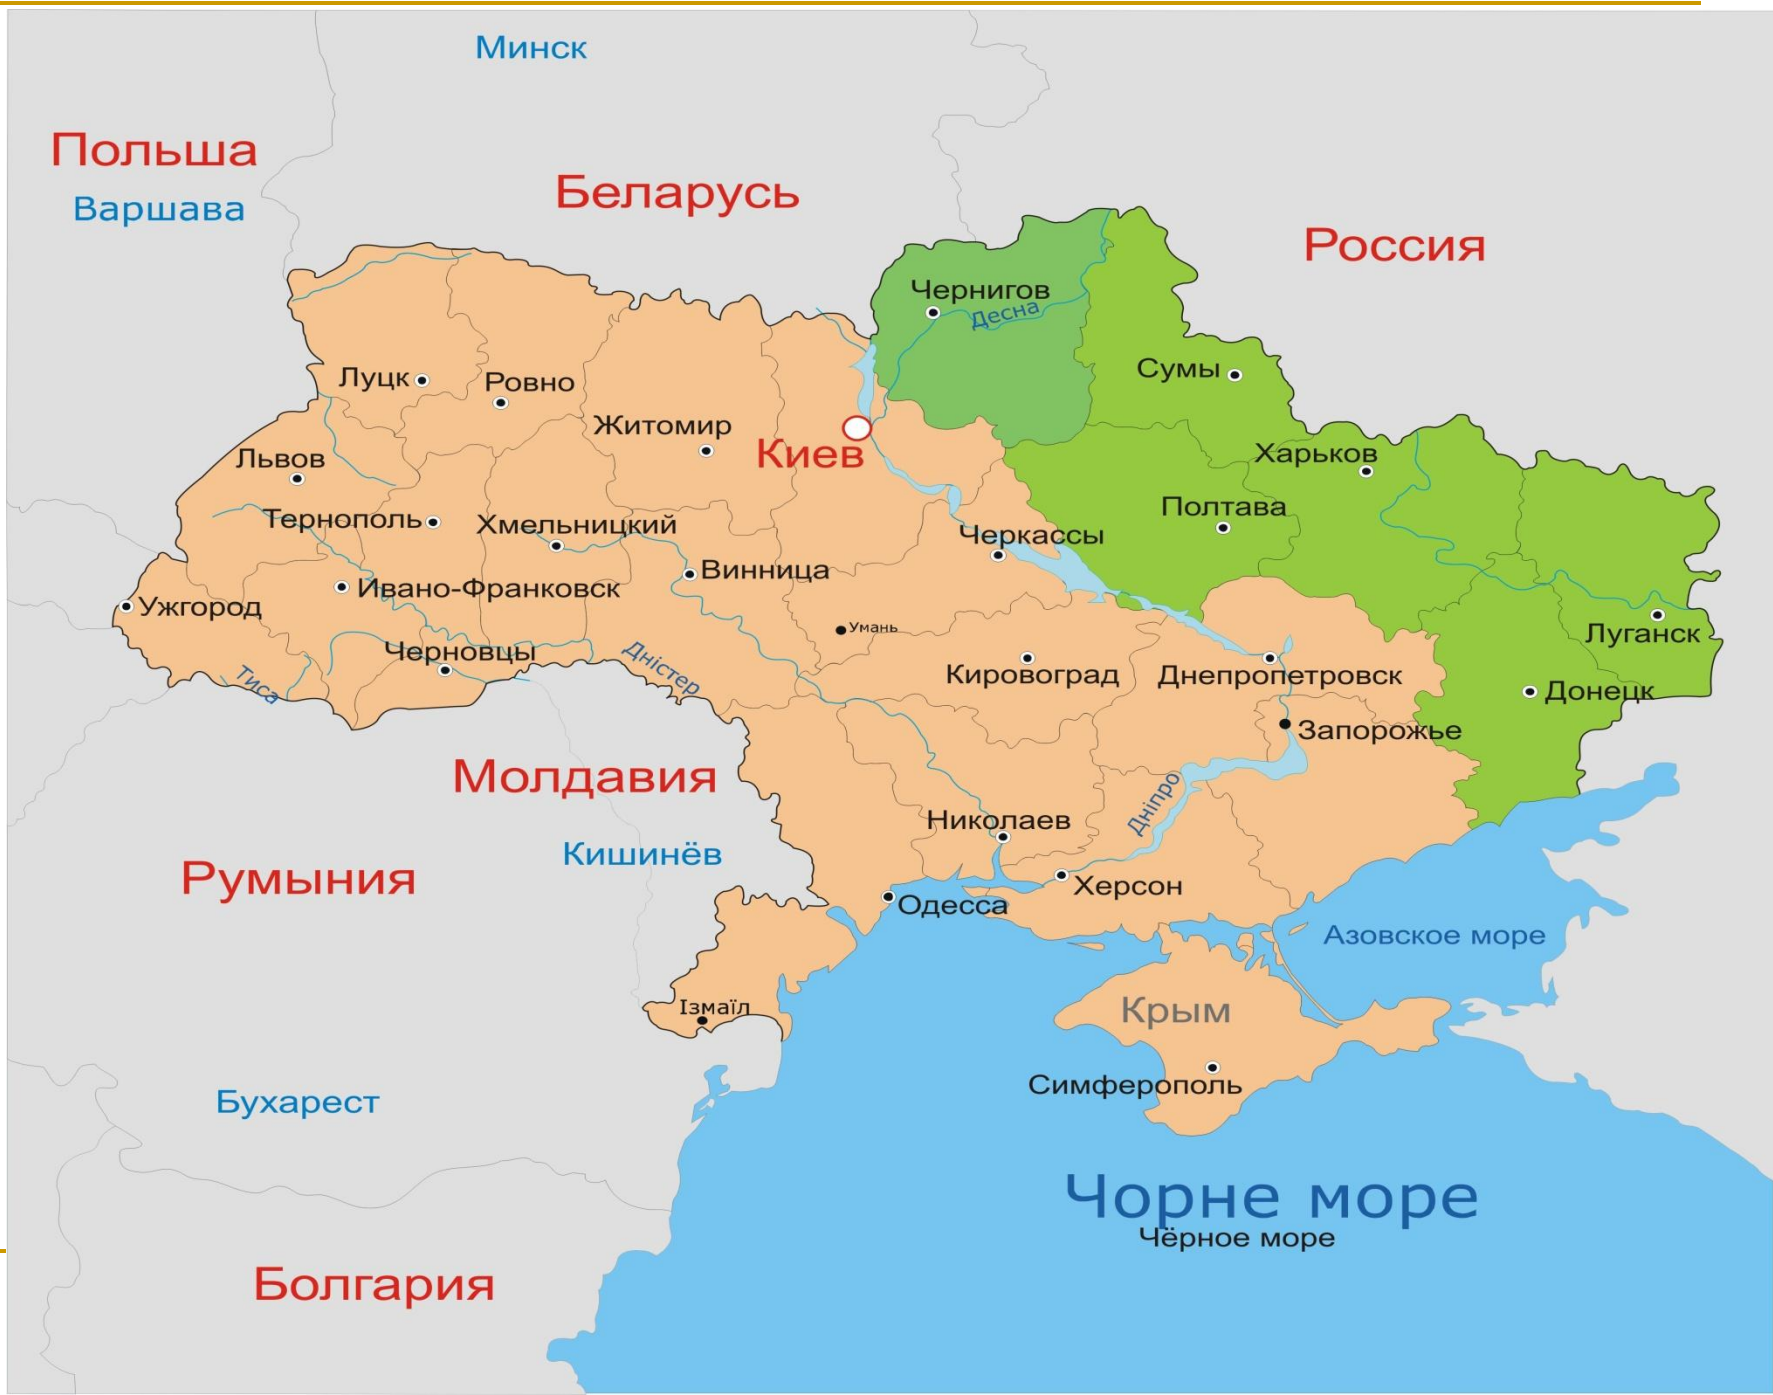 Минск
Польша
Варшава
Беларусь
Россия
Чернигов
Десна
Сумы
Луцк
Ровно
Житомир
Киев
Львов
Харьков
Тернополь
Хмельницкий
Полтава
Черкассы
Винница
Ивано-Франковск
Ужгород
Умань
Луганск
Черновцы
Дністер
Тиса
Кировоград
Днепропетровск
Донецк
Запорожье
Молдавия
Дніпро
Николаев
Кишинёв
Румыния
Херсон
Одесса
Азовское море
Ізмаїл
Крым
Симферополь
Бухарест
Чорне море
Чёрное море
Болгария